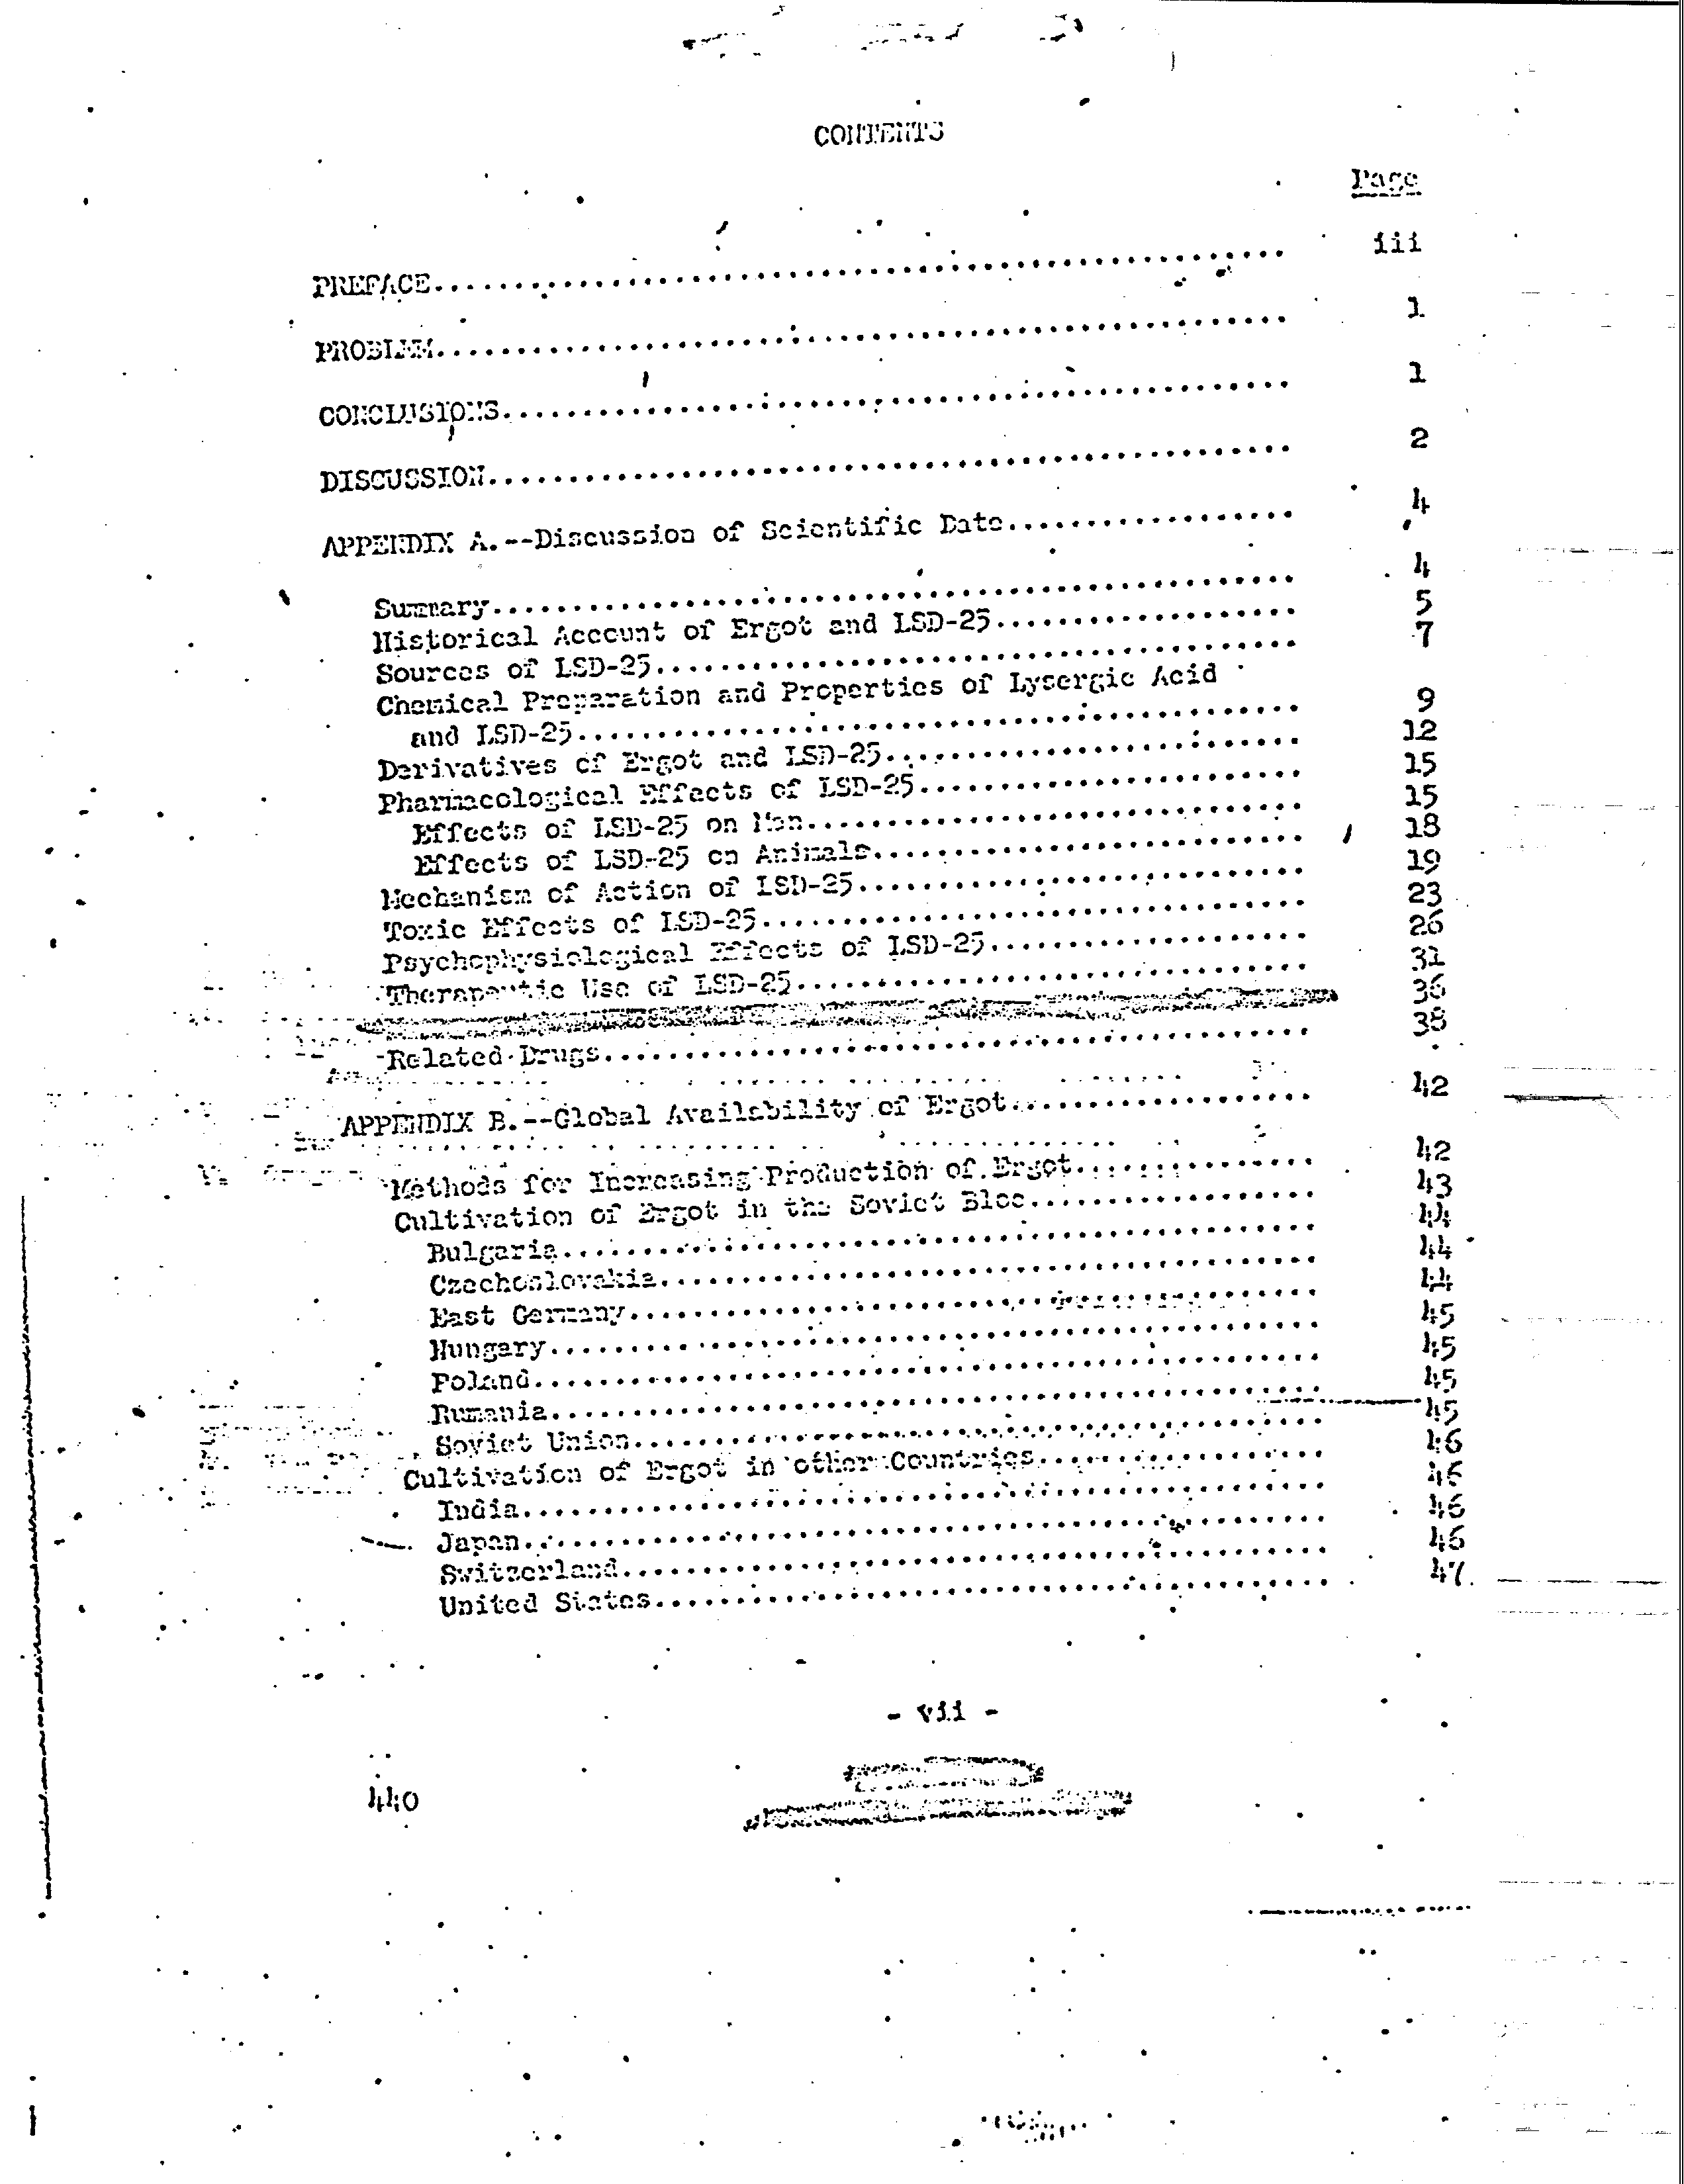 CONTENTS
Page
PREFACE........................................ iii
PROBLEM........................................ 1
CONCLUSIONS........................................ 1
DISCUSSION........................................ 2
APPENDIX A.--Discussion of Scientific Data.................. 4
Summary........................................ 4
Historical Account of Ergot and LSD-25................... 5
Sources of LSD-25........................................ 7
Chemical Preparation and Properties of Lysergic Acid
and LSD-25........................................ 9
Derivatives of Ergot and LSD-25.......................... 12
Pharmacological Effects of LSD-25........................ 15
Effects of LSD-25 on Man............................... 15
Effects of LSD-25 on Animals........................... 18
Mechanism of Action of LSD-25............................ 19
Toxic Effects of LSD-25.................................. 23
Psychophysiological Effects of LSD-25.................... 26
Therapeutic Use of LSD-25................................ 31
36
Related Drugs........................................ 38
APPENDIX B.--Global Availability of Ergot................... 42
Methods for Increasing Production of Ergot............... 42
Cultivation of Ergot in the Soviet Bloc.................. 43
Bulgaria........................................ 44
Czechoslovakia........................................ 44
East Germany........................................ 44
Hungary........................................ 45
Poland........................................ 45
Rumania........................................ 45
Soviet Union........................................ 45
Cultivation of Ergot in other Countries.................. 46
India........................................ 46
Japan........................................ 46
Switzerland........................................ 46
United States........................................ 47
- vii -
440